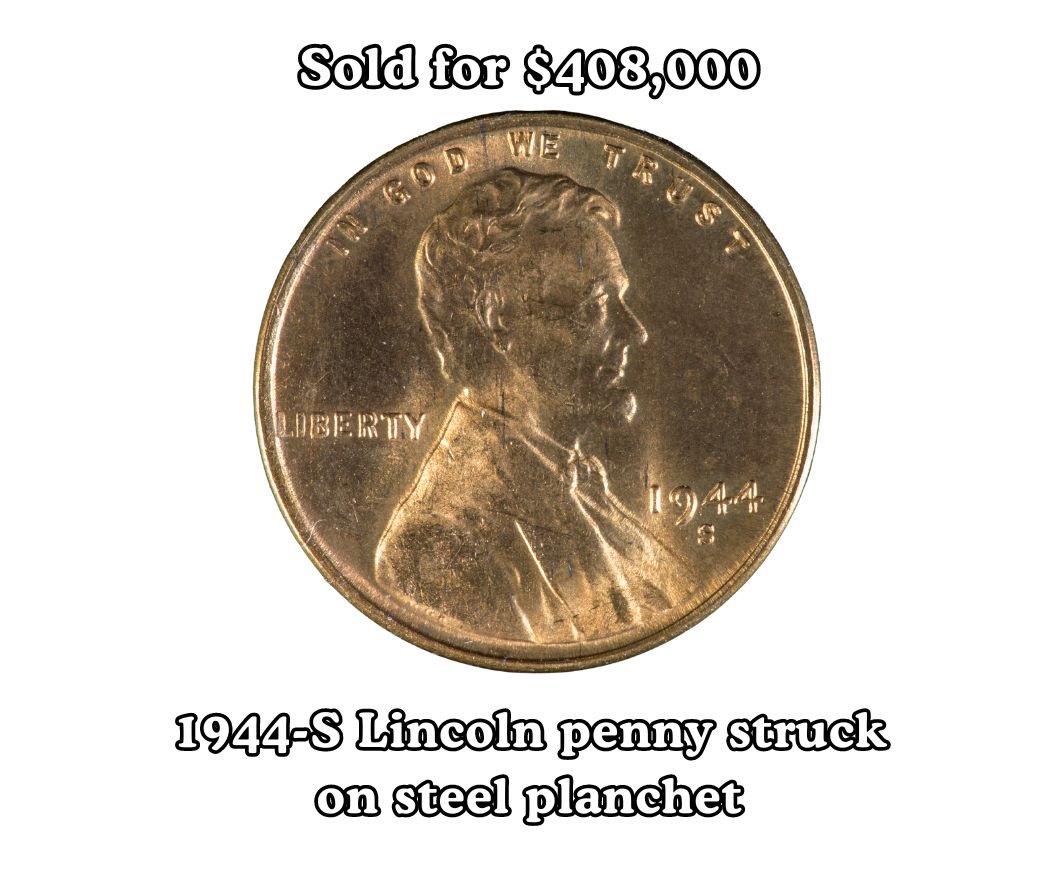 Sold for $408,000
IN GOD WE TRUST
LIBERTY
1944
S
1944-S Lincoln penny struck
on steel planchet